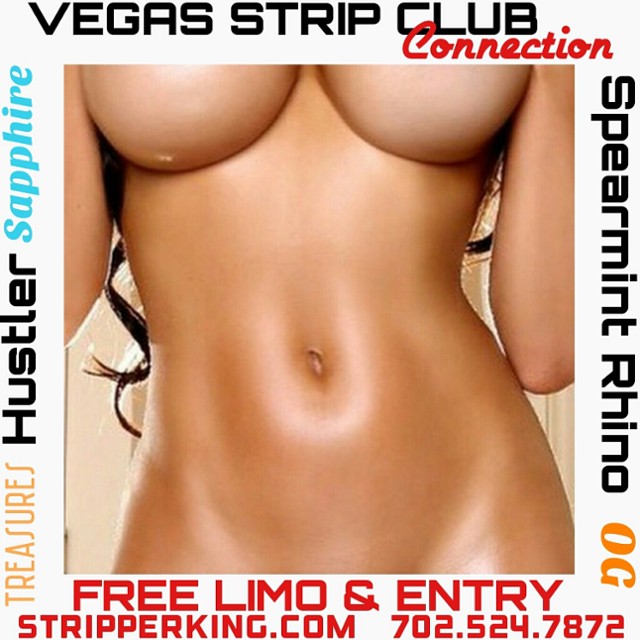 VEGAS STRIP CLUB
Connection
TREASURES Hustler Sapphire
Spearmint Rhino OG
FREE LIMO & ENTRY
STRIPPERKING.COM 702.524.7872